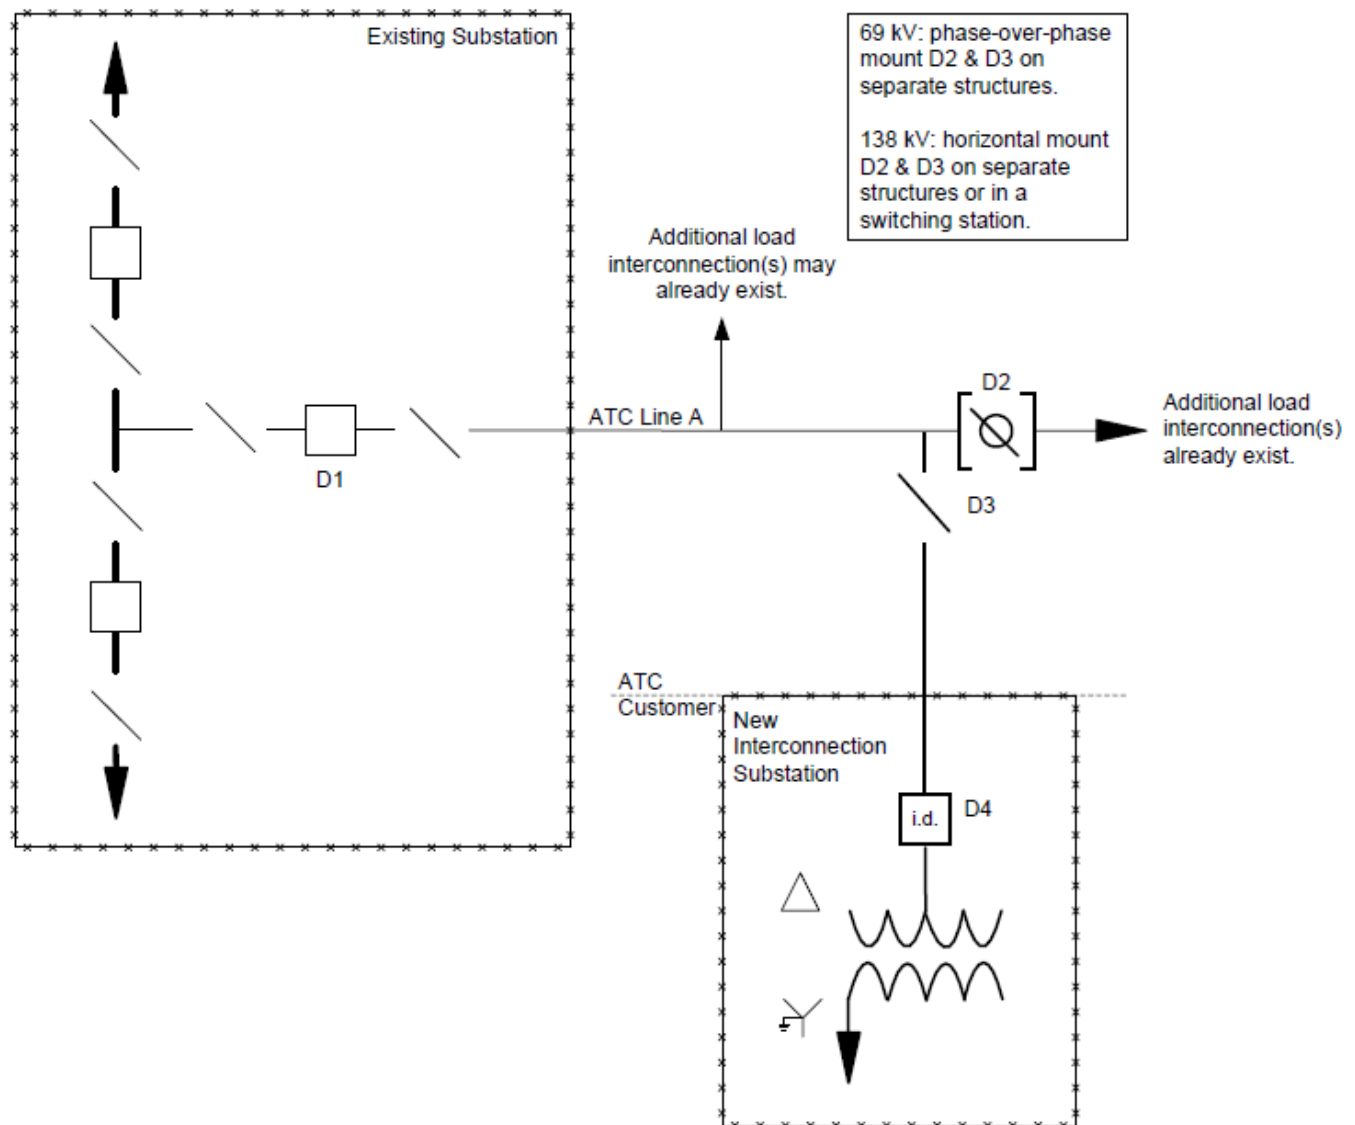 Existing Substation
69 kV: phase-over-phase
mount D2 & D3 on
separate structures.
138 kV: horizontal mount
D2 & D3 on separate
structures or in a
switching station.
Additional load
interconnection(s) may
already exist.
D2
Additional load
interconnection(s)
already exist.
ATC Line A
D1
D3
ATC
Customer
New
Interconnection
Substation
i.d.
D4